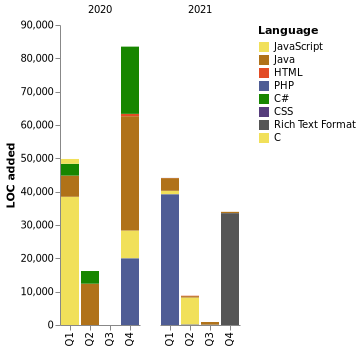 2020 2021
Language
JavaScript
Java
HTML
PHP
C#
CSS
Rich Text Format
C
LOC added
90,000
80,000
70,000
60,000
50,000
40,000
30,000
20,000
10,000
0
Q1 Q2 Q3 Q4 Q1 Q2 Q3 Q4